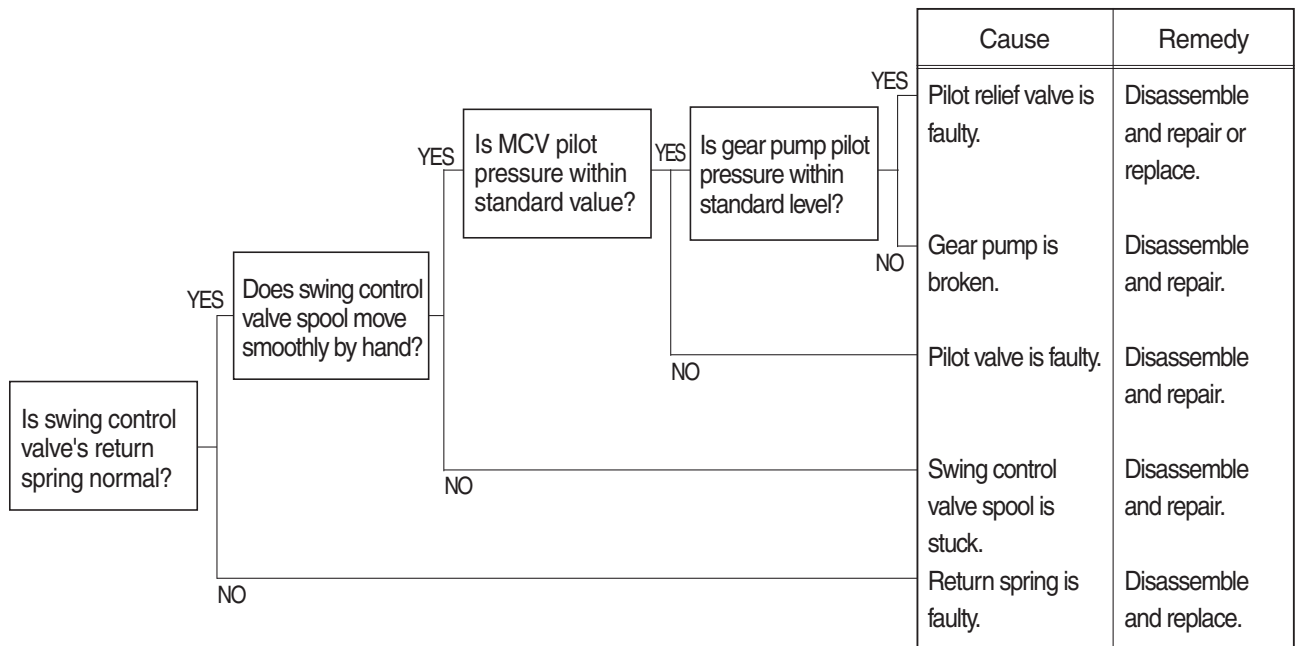 Cause
Remedy
YES
Pilot relief valve is
faulty.
Disassemble
and repair or
replace.
YES
Is MCV pilot
pressure within
standard value?
YES
Is gear pump pilot
pressure within
standard level?
NO
Gear pump is
broken.
Disassemble
and repair.
YES
Does swing control
valve spool move
smoothly by hand?
NO
Pilot valve is faulty.
Disassemble
and repair.
Is swing control
valve's return
spring normal?
NO
Swing control
valve spool is
stuck.
Disassemble
and repair.
NO
Return spring is
faulty.
Disassemble
and replace.